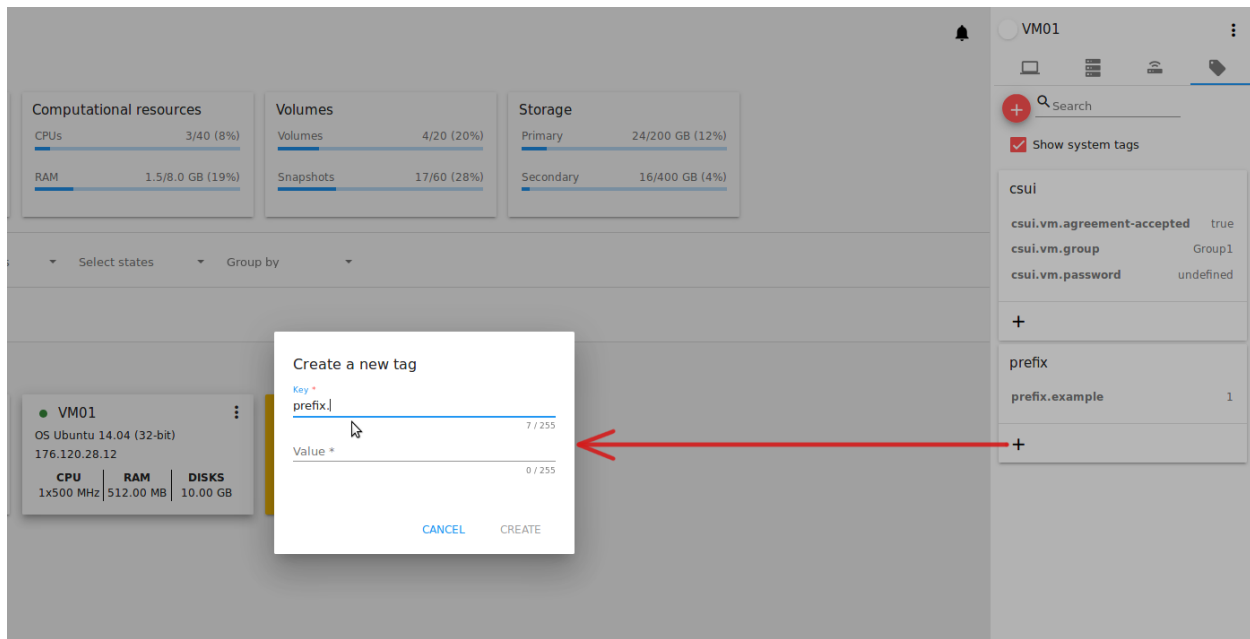 VM01
Search
Show system tags
Computational resources
CPUs 3/40 (8%)
RAM 1.5/8.0 GB (19%)
Volumes
Volumes 4/20 (20%)
Snapshots 17/60 (28%)
Storage
Primary 24/200 GB (12%)
Secondary 16/400 GB (4%)
s Select states Group by
csui
csui.vm.agreement-accepted true
csui.vm.group Group1
csui.vm.password undefined
+
prefix
prefix.example 1
+
Create a new tag
Key *
prefix.
7 / 255
Value *
0 / 255
CANCEL CREATE
VM01
OS Ubuntu 14.04 (32-bit)
176.120.28.12
CPU RAM DISKS
1x500 MHz 512.00 MB 10.00 GB